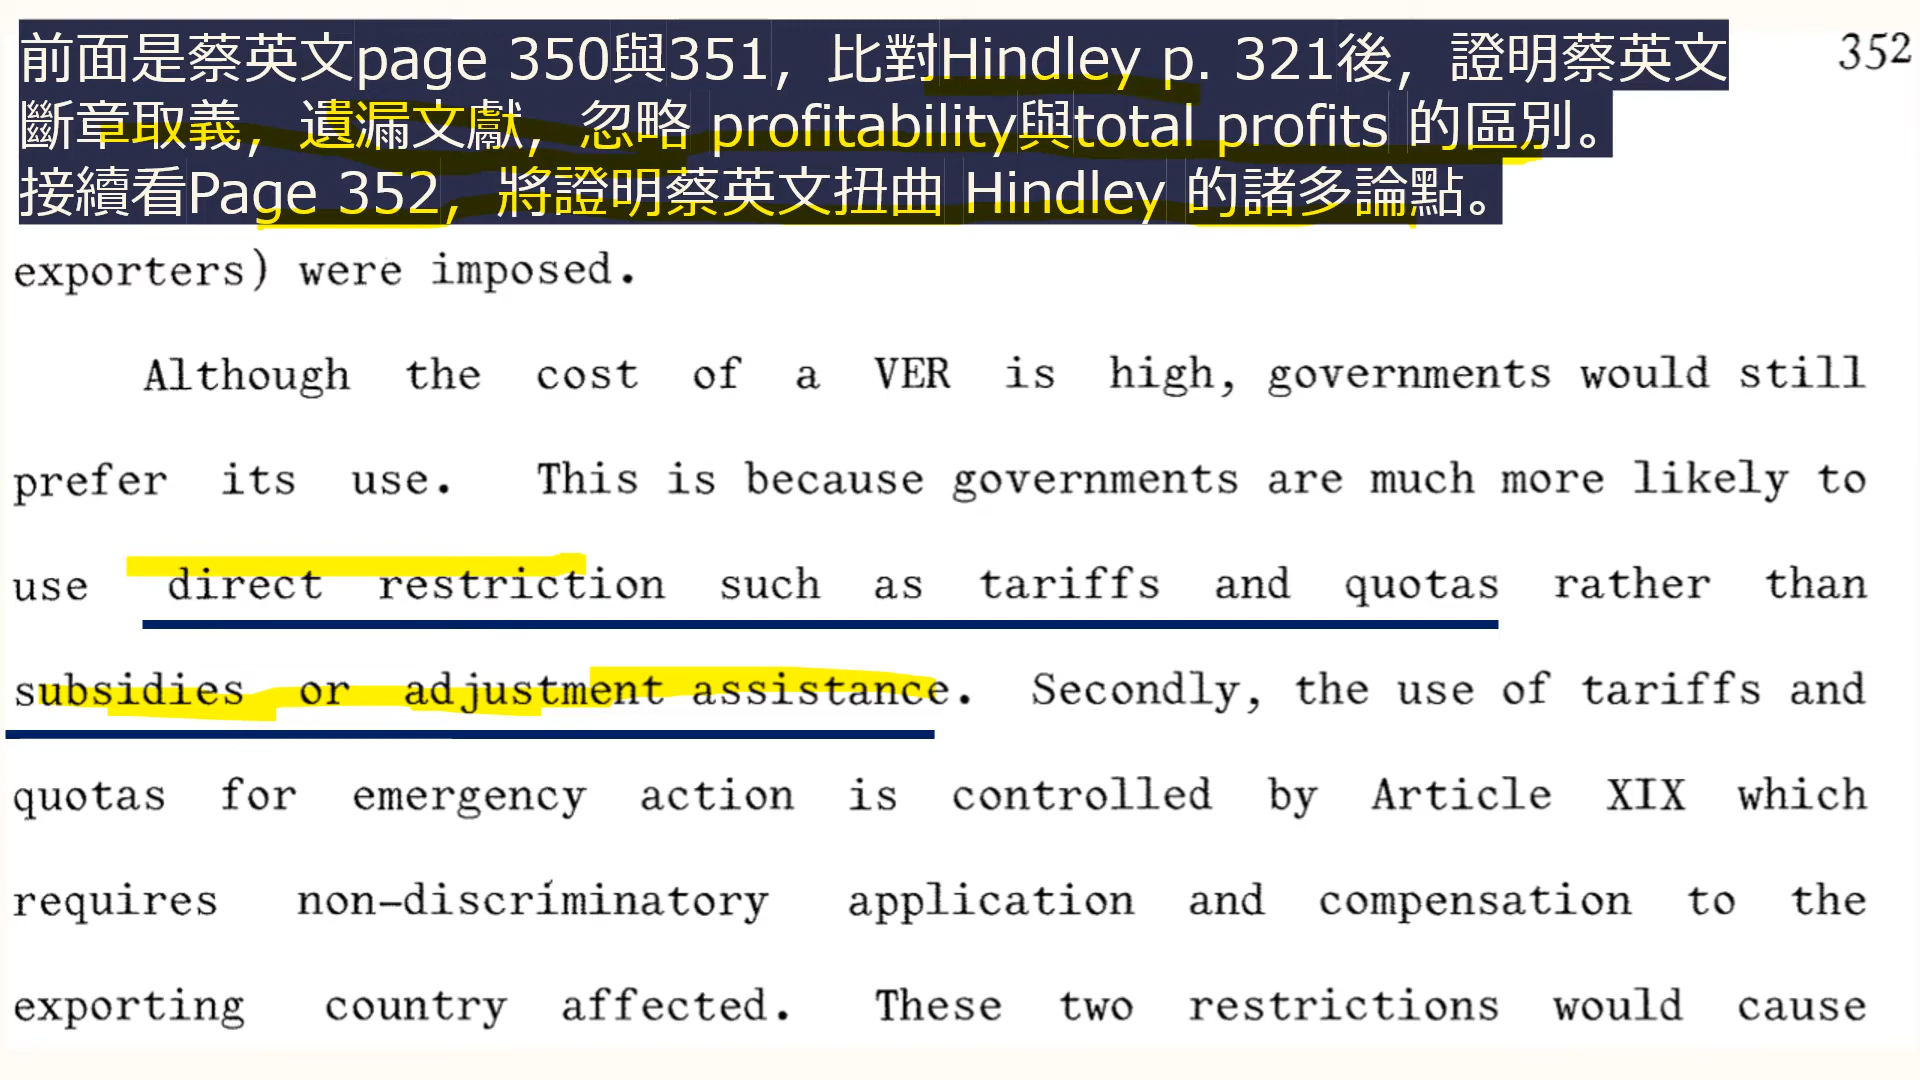 前面是蔡英文page 350與351，比對Hindley p. 321後，證明蔡英文
斷章取義，遺漏文獻，忽略 profitability與total profits 的區別。
接續看Page 352，將證明蔡英文扭曲 Hindley 的諸多論點。
352
exporters) were imposed.
Although the cost of a VER is high, governments would still
prefer its use. This is because governments are much more likely to
use direct restriction such as tariffs and quotas rather than
subsidies or adjustment assistance. Secondly, the use of tariffs and
quotas for emergency action is controlled by Article XIX which
requires non-discriminatory application and compensation to the
exporting country affected. These two restrictions would cause